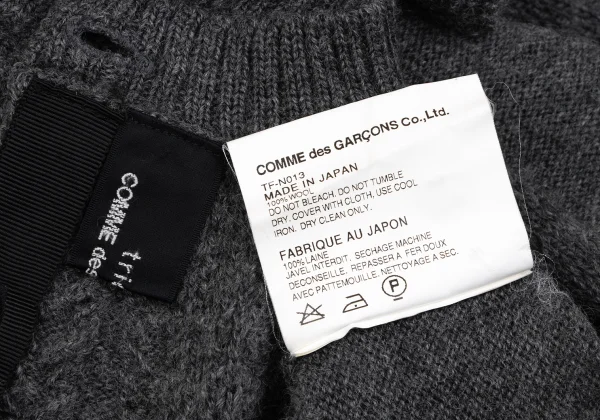 COMME
des
tri
COMME des GARÇONS Co.,Ltd.
TF-N013
MADE IN JAPAN
100% WOOL
DO NOT BLEACH. DO NOT TUMBLE
DRY. COVER WITH CLOTH, USE COOL
IRON. DRY CLEAN ONLY.
FABRIQUE AU JAPON
100% LAINE
JAVEL INTERDIT. SECHAGE MACHINE
DECONSEILLE. REPASSER A FER DOUX
AVEC PATTEMOUILLE. NETTOYAGE A SEC.
P